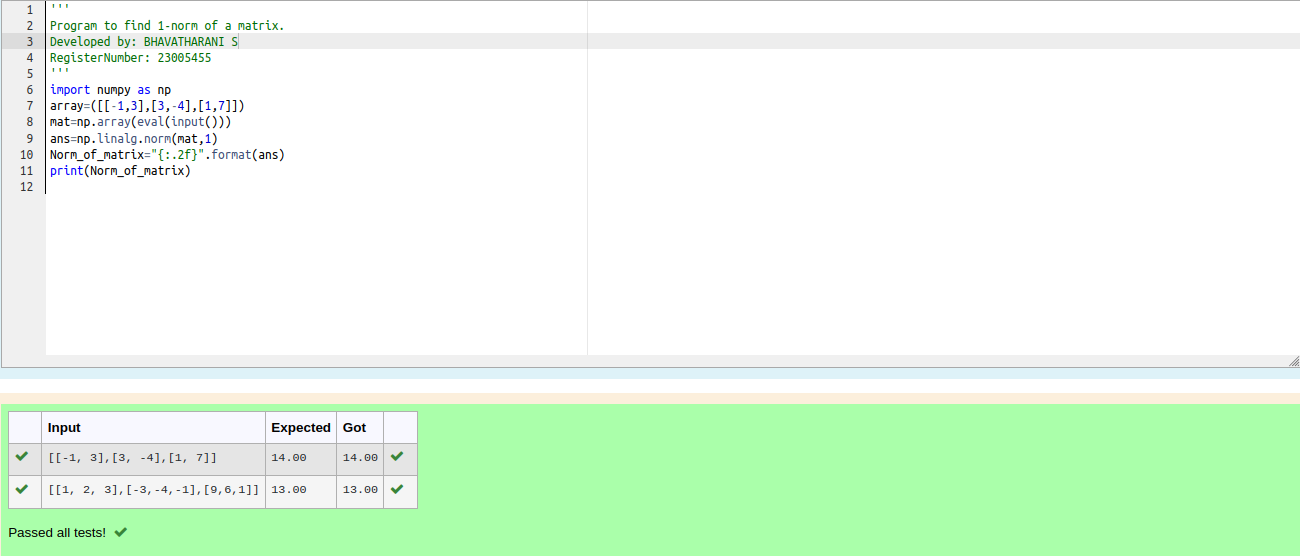 1 '''
2 Program to find 1-norm of a matrix.
3 Developed by: BHAVATHARANI S
4 RegisterNumber: 23005455
5 '''
6 import numpy as np
7 array=([[-1,3],[3,-4],[1,7]])
8 mat=np.array(eval(input()))
9 ans=np.linalg.norm(mat,1)
10 Norm_of_matrix="{:.2f}".format(ans)
11 print(Norm_of_matrix)
12
Input Expected Got
[[-1, 3],[3, -4],[1, 7]] 14.00 14.00
[[1, 2, 3],[-3,-4,-1],[9,6,1]] 13.00 13.00
Passed all tests!